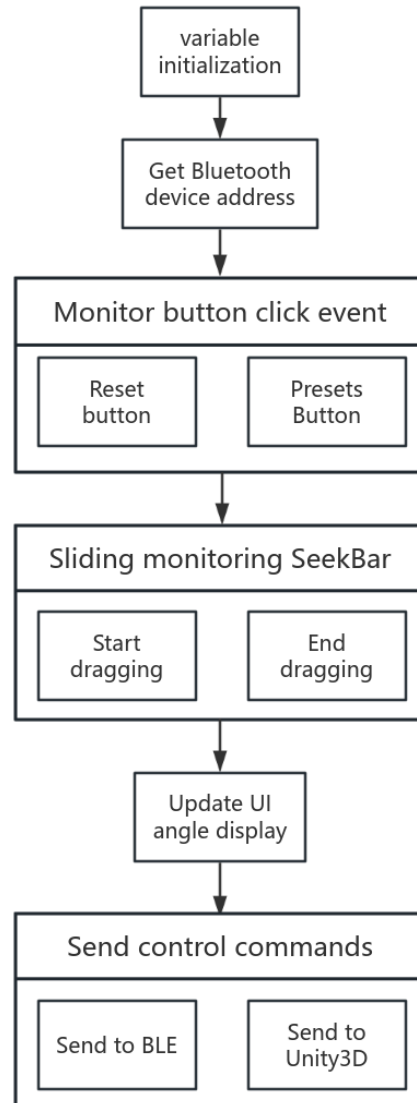 variable
initialization
Get Bluetooth
device address
Monitor button click event
Reset
button
Presets
Button
Sliding monitoring SeekBar
Start
dragging
End
dragging
Update UI
angle display
Send control commands
Send to BLE
Send to
Unity3D